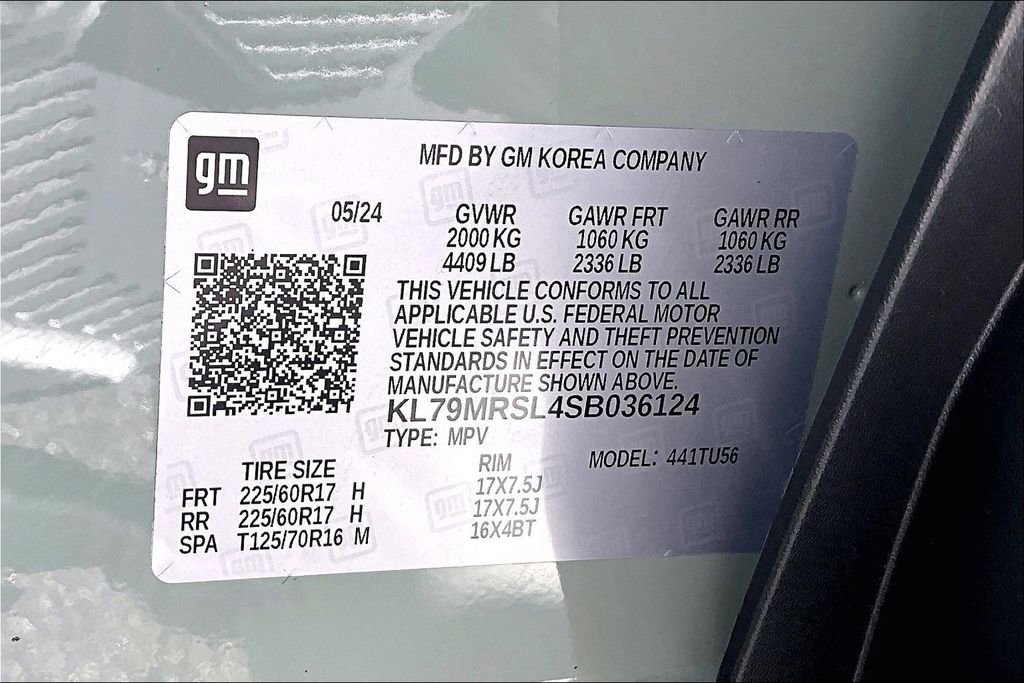 gm
MFD BY GM KOREA COMPANY
05/24 GVWR GAWR FRT GAWR RR
2000 KG 1060 KG 1060 KG
4409 LB 2336 LB 2336 LB
THIS VEHICLE CONFORMS TO ALL
APPLICABLE U.S. FEDERAL MOTOR
VEHICLE SAFETY AND THEFT PREVENTION
STANDARDS IN EFFECT ON THE DATE OF
MANUFACTURE SHOWN ABOVE.
KL79MRSL4SB036124
TYPE: MPV
TIRE SIZE RIM MODEL: 441TU56
FRT 225/60R17 H 17X7.5J
RR 225/60R17 H 17X7.5J
SPA T125/70R16 M 16X4BT